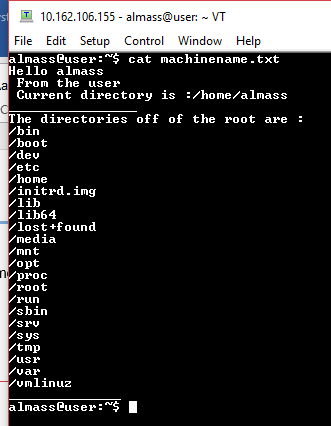 10.162.106.155 - almass@user: ~ VT
File Edit Setup Control Window
almass@user:~$ cat machinename.txt
Hello almass
From the user
Current directory is :/home/almass
_________________
The directories off of the root are :
/bin
/boot
/dev
/etc
/home
/initrd.img
/lib
/lib64
/lost+found
/media
/mnt
/opt
/proc
/root
/run
/sbin
/srv
/sys
/tmp
/usr
/var
/vmlinuz
_______________
almass@user:~$